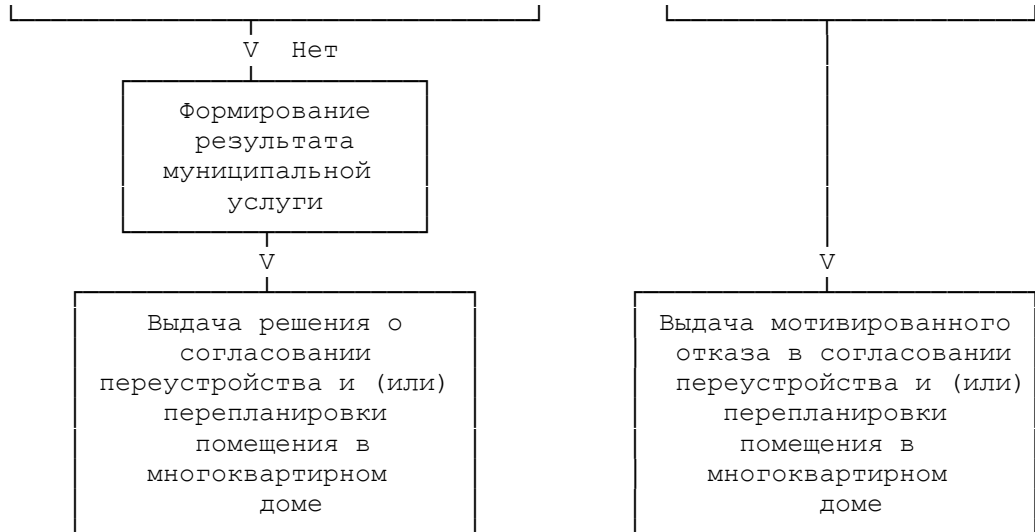 V Нет
Формирование
результата
муниципальной
услуги
V
V
Выдача решения о
согласовании
переустройства и (или)
перепланировки
помещения в
многоквартирном
доме
Выдача мотивированного
отказа в согласовании
переустройства и (или)
перепланировки
помещения в
многоквартирном
доме